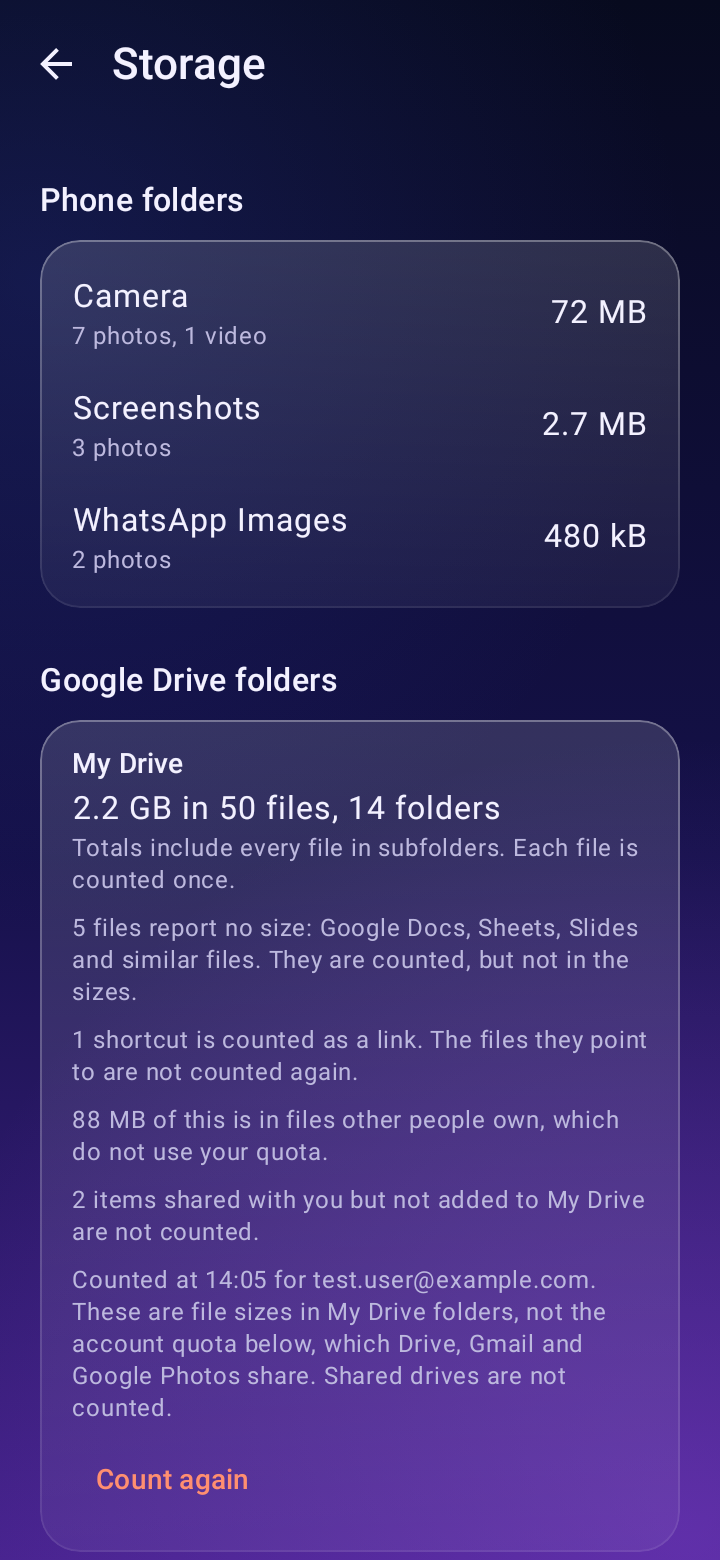 Storage
Phone folders
Camera
7 photos, 1 video
72 MB
Screenshots
3 photos
2.7 MB
WhatsApp Images
2 photos
480 kB
Google Drive folders
My Drive
2.2 GB in 50 files, 14 folders
Totals include every file in subfolders. Each file is
counted once.
5 files report no size: Google Docs, Sheets, Slides
and similar files. They are counted, but not in the
sizes.
1 shortcut is counted as a link. The files they point
to are not counted again.
88 MB of this is in files other people own, which
do not use your quota.
2 items shared with you but not added to My Drive
are not counted.
Counted at 14:05 for test.user@example.com.
These are file sizes in My Drive folders, not the
account quota below, which Drive, Gmail and
Google Photos share. Shared drives are not
counted.
Count again